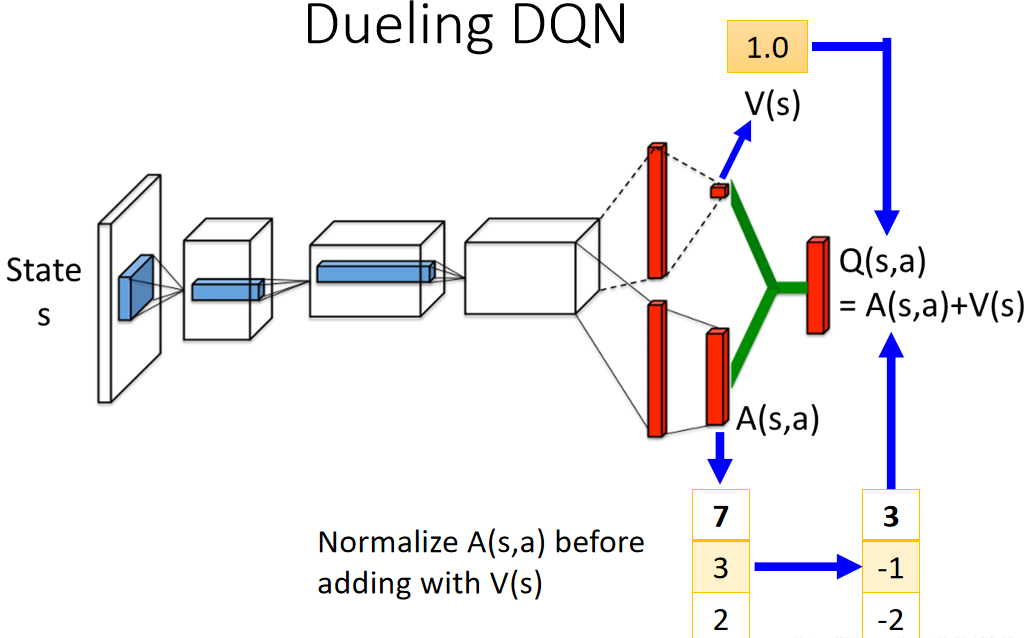 Dueling DQN
1.0
V(s)
State
s
Q(s,a)
= A(s,a)+V(s)
A(s,a)
Normalize A(s,a) before
adding with V(s)
7
3
2
3
-1
-2